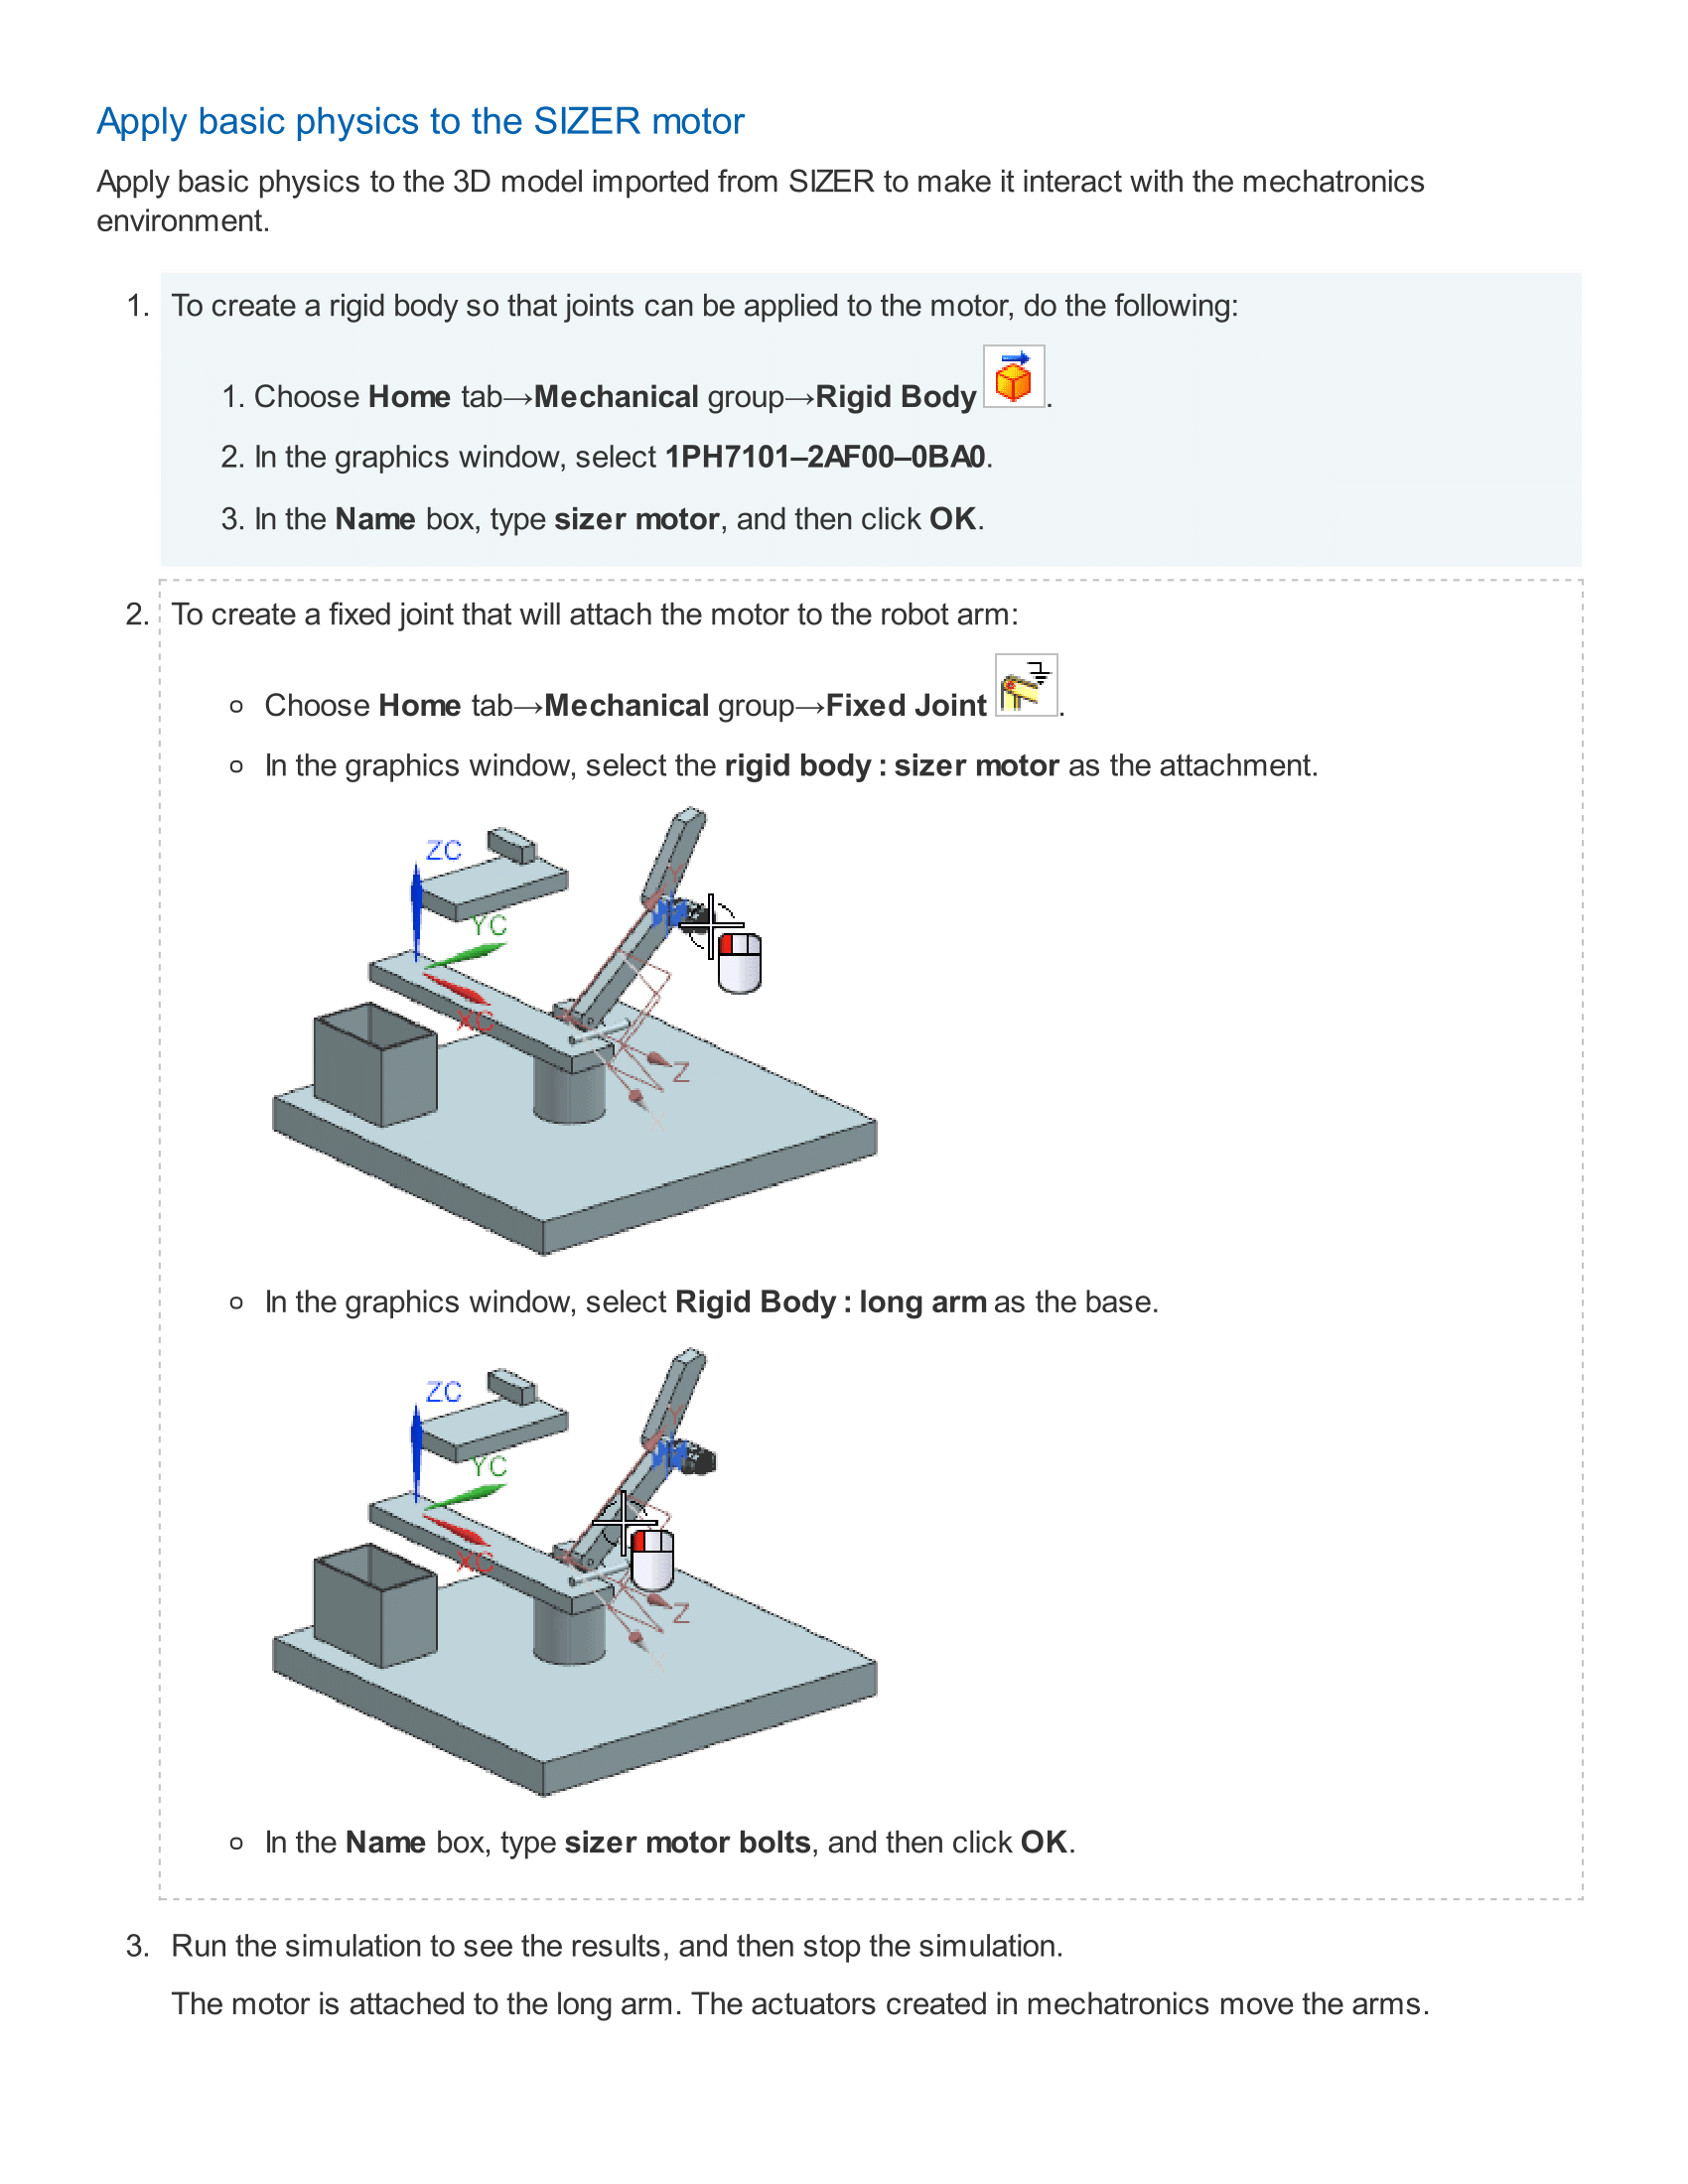 Apply basic physics to the SIZER motor
Apply basic physics to the 3D model imported from SIZER to make it interact with the mechatronics
environment.
1. To create a rigid body so that joints can be applied to the motor, do the following:
1. Choose Home tab→Mechanical group→Rigid Body .
2. In the graphics window, select 1PH7101–2AF00–0BA0.
3. In the Name box, type sizer motor, and then click OK.
2. To create a fixed joint that will attach the motor to the robot arm:
Choose Home tab→Mechanical group→Fixed Joint .
In the graphics window, select the rigid body : sizer motor as the attachment.
ZC
Y
YC
XC
Z
X
In the graphics window, select Rigid Body : long arm as the base.
ZC
Y
YC
XC
Z
X
In the Name box, type sizer motor bolts, and then click OK.
3. Run the simulation to see the results, and then stop the simulation.
The motor is attached to the long arm. The actuators created in mechatronics move the arms.